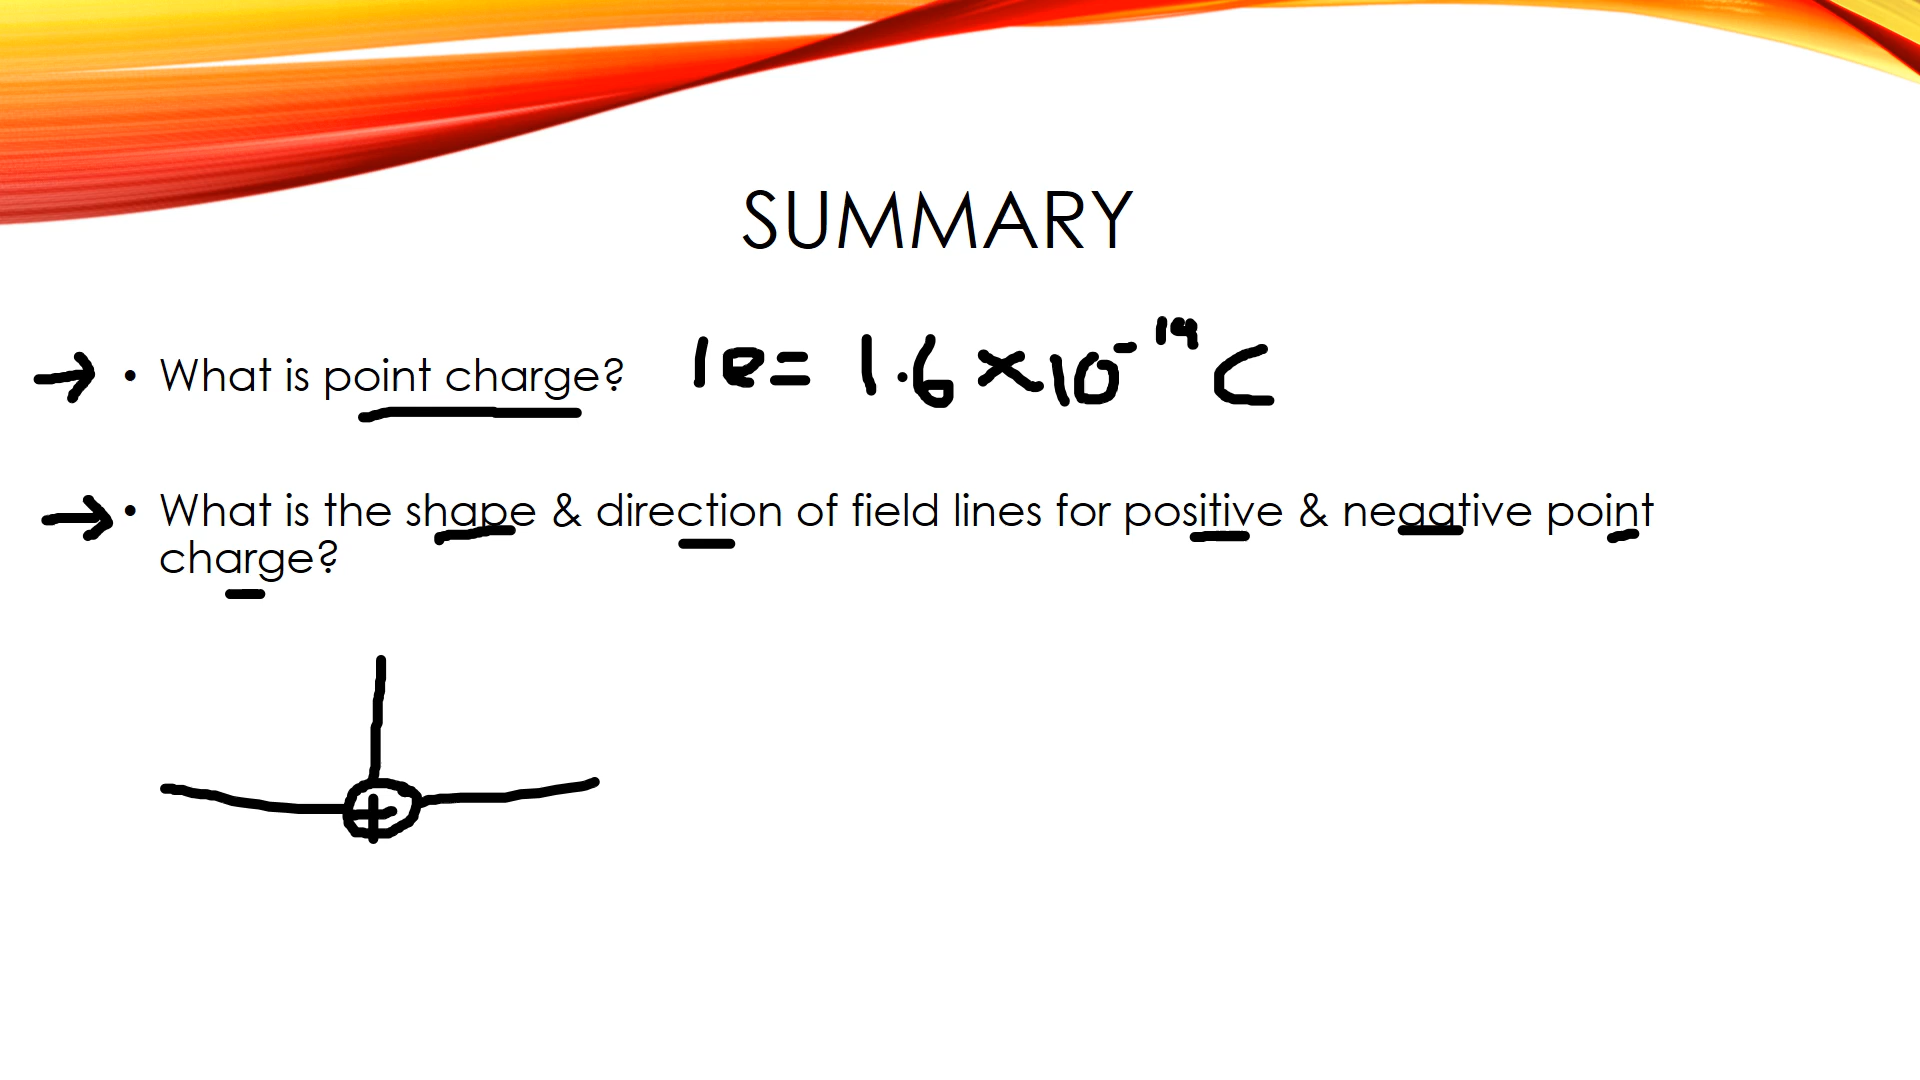 SUMMARY
• What is point charge? 1e = 1.6 × 10⁻¹⁹ C
• What is the shape & direction of field lines for positive & negative point
charge?
+